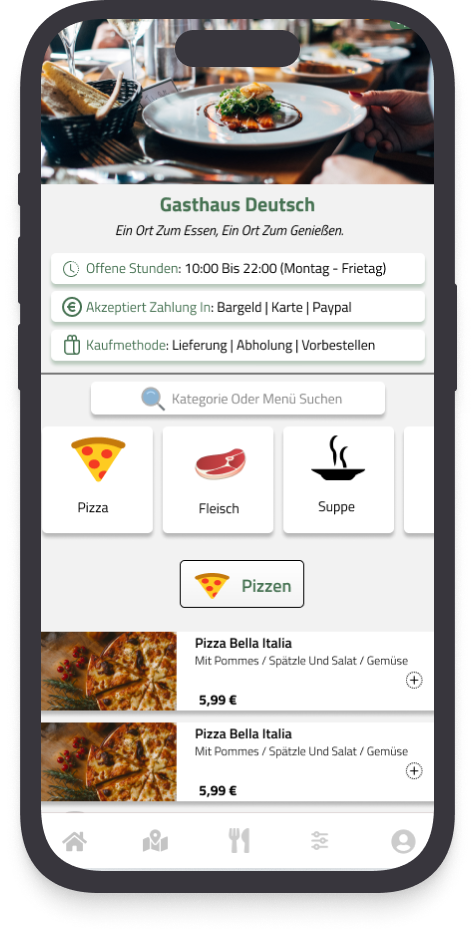 Gasthaus Deutsch
Ein Ort Zum Essen, Ein Ort Zum Genießen.
Offene Stunden: 10:00 Bis 22:00 (Montag - Frietag)
Akzeptiert Zahlung In: Bargeld | Karte | Paypal
Kaufmethode: Lieferung | Abholung | Vorbestellen
Kategorie Oder Menü Suchen
Pizza
Fleisch
Suppe
Pizzen
Pizza Bella Italia
Mit Pommes / Spätzle Und Salat / Gemüse
5,99 €
Pizza Bella Italia
Mit Pommes / Spätzle Und Salat / Gemüse
5,99 €